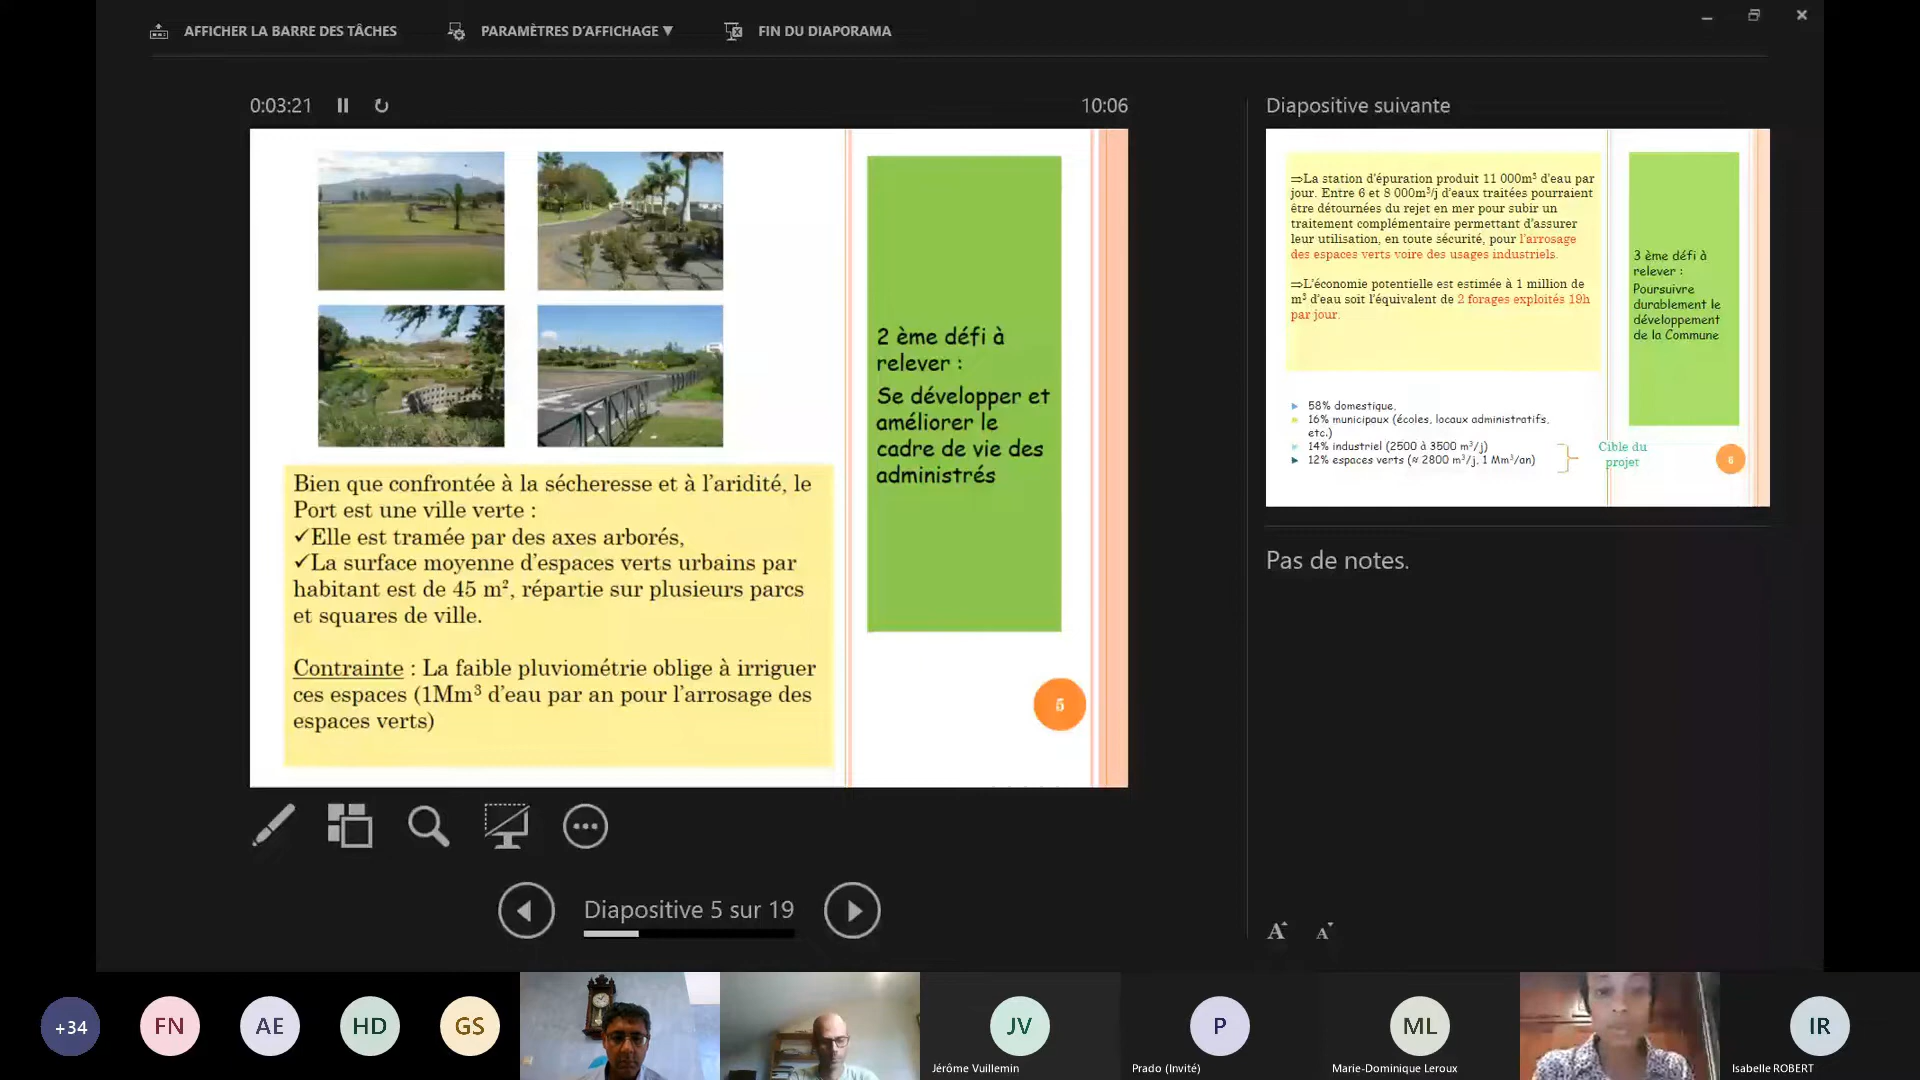 AFFICHER LA BARRE DES TÂCHES
PARAMÈTRES D'AFFICHAGE ▼
FIN DU DIAPORAMA
0:03:21
10:06
Diapositive suivante
2 ème défi à
relever :
Se développer et
améliorer le
cadre de vie des
administrés
Bien que confrontée à la sécheresse et à l'aridité, le
Port est une ville verte :
✓Elle est tramée par des axes arborés,
✓La surface moyenne d'espaces verts urbains par
habitant est de 45 m², répartie sur plusieurs parcs
et squares de ville.
Contrainte : La faible pluviométrie oblige à irriguer
ces espaces (1Mm³ d'eau par an pour l'arrosage des
espaces verts)
5
⇒La station d'épuration produit 11 000m³ d'eau par
jour. Entre 6 et 8 000m³/j d'eaux traitées pourraient
être détournées du rejet en mer pour subir un
traitement complémentaire permettant d'assurer
leur utilisation, en toute sécurité, pour l'arrosage
des espaces verts voire des usages industriels.
⇒L'économie potentielle est estimée à 1 million de
m³ d'eau soit l'équivalent de 2 forages exploités 19h
par jour.
3 ème défi à
relever :
Poursuivre
durablement le
développement
de la Commune
58% domestique,
16% municipaux (écoles, locaux administratifs,
etc.)
14% industriel (2500 à 3500 m³/j)
12% espaces verts (≈ 2800 m³/j, 1 Mm³/an)
Cible du
projet
6
Pas de notes.
Diapositive 5 sur 19
A A
+34
FN
AE
HD
GS
JV
Jérôme Vuillemin
P
Prado (Invité)
ML
Marie-Dominique Leroux
IR
Isabelle ROBERT